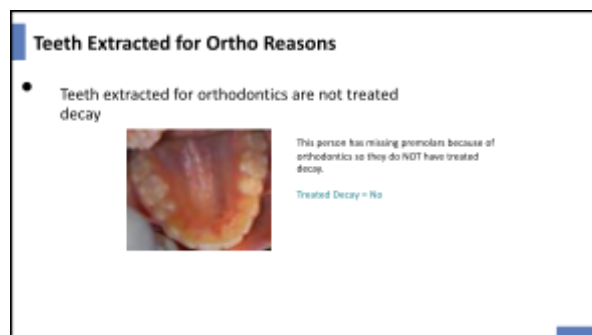 Teeth Extracted for Ortho Reasons
Teeth extracted for orthodontics are not treated
decay
This person has missing premolars because of
orthodontics so they do NOT have treated
decay.
Treated Decay = No